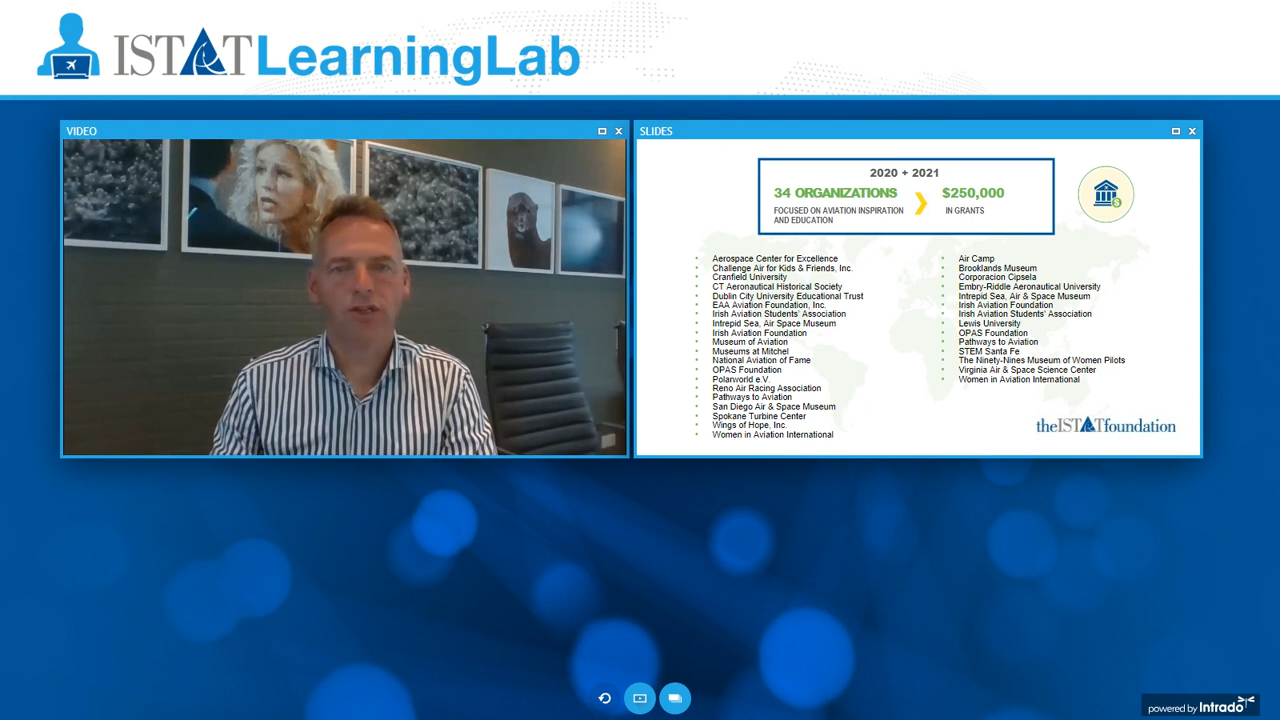 ISTAT LearningLab
VIDEO
SLIDES
2020 + 2021
34 ORGANIZATIONS
$250,000
FOCUSED ON AVIATION INSPIRATION
AND EDUCATION
IN GRANTS
Aerospace Center for Excellence
Challenge Air for Kids & Friends, Inc.
Cranfield University
CT Aeronautical Historical Society
Dublin City University Educational Trust
EAA Aviation Foundation, Inc.
Irish Aviation Students' Association
Intrepid Sea, Air Space Museum
Irish Aviation Foundation
Museum of Aviation
Museums at Mitchel
National Aviation of Fame
OPAS Foundation
Polarworld e.V.
Reno Air Racing Association
Pathways to Aviation
San Diego Air & Space Museum
Spokane Turbine Center
Wings of Hope, Inc.
Women in Aviation International
Air Camp
Brooklands Museum
Corporacion Cipsela
Embry-Riddle Aeronautical University
Intrepid Sea, Air & Space Museum
Irish Aviation Foundation
Irish Aviation Students' Association
Lewis University
OPAS Foundation
Pathways to Aviation
STEM Santa Fe
The Ninety-Nines Museum of Women Pilots
Virginia Air & Space Science Center
Women in Aviation International
theISTATfoundation
powered by Intrado